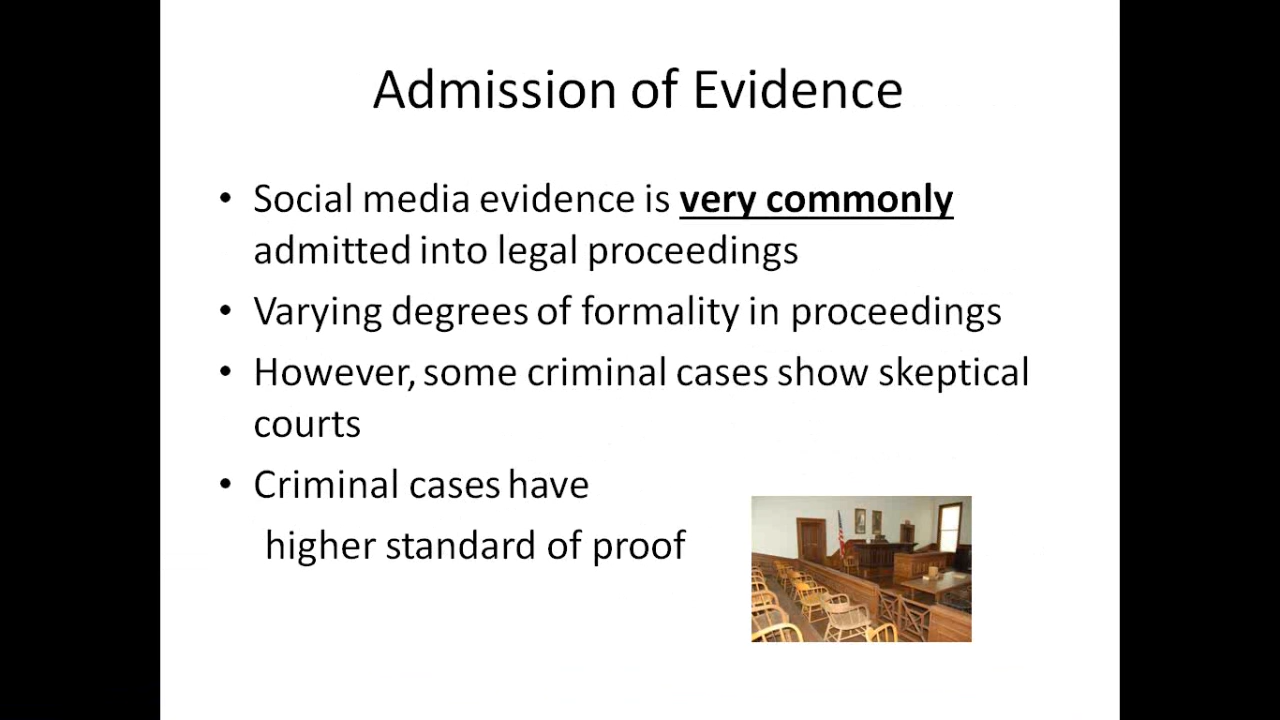 Admission of Evidence
• Social media evidence is very commonly
admitted into legal proceedings
• Varying degrees of formality in proceedings
• However, some criminal cases show skeptical
courts
• Criminal cases have
higher standard of proof